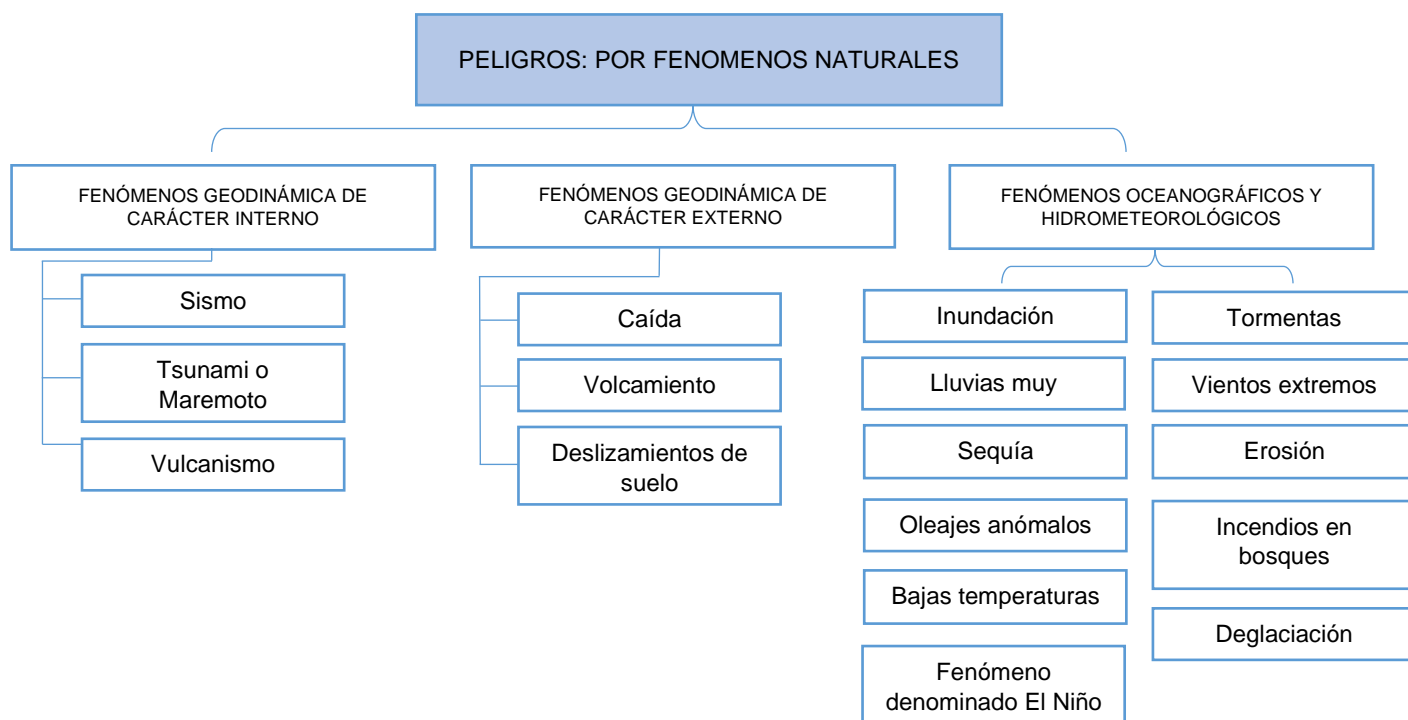 PELIGROS: POR FENOMENOS NATURALES
FENÓMENOS GEODINÁMICA DE
CARÁCTER INTERNO
Sismo
Tsunami o
Maremoto
Vulcanismo
FENÓMENOS GEODINÁMICA DE
CARÁCTER EXTERNO
Caída
Volcamiento
Deslizamientos de
suelo
FENÓMENOS OCEANOGRÁFICOS Y
HIDROMETEOROLÓGICOS
Inundación
Lluvias muy
Sequía
Oleajes anómalos
Bajas temperaturas
Fenómeno
denominado El Niño
Tormentas
Vientos extremos
Erosión
Incendios en
bosques
Deglaciación